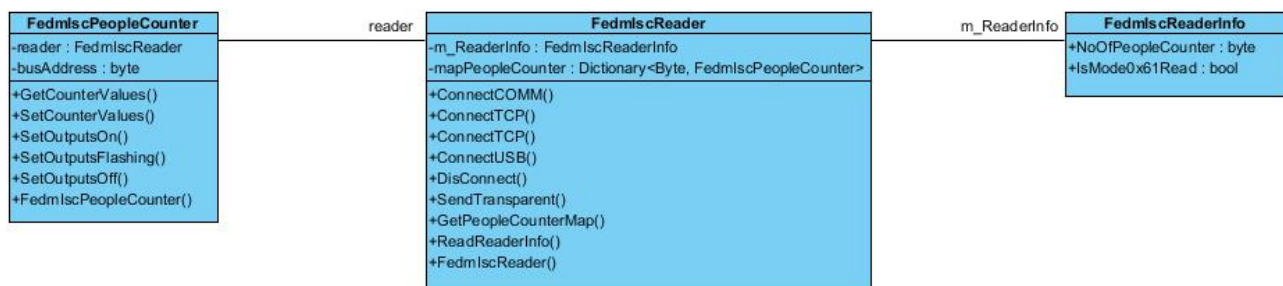 FedmIscPeopleCounter
-reader : FedmIscReader
-busAddress : byte
+GetCounterValues()
+SetCounterValues()
+SetOutputsOn()
+SetOutputsFlashing()
+SetOutputsOff()
+FedmIscPeopleCounter()
reader
FedmIscReader
-m_ReaderInfo : FedmIscReaderInfo
-mapPeopleCounter : Dictionary<Byte, FedmIscPeopleCounter>
+ConnectCOMM()
+ConnectTCP()
+ConnectTCP()
+ConnectUSB()
+DisConnect()
+SendTransparent()
+GetPeopleCounterMap()
+ReadReaderInfo()
+FedmIscReader()
m_ReaderInfo
FedmIscReaderInfo
+NoOfPeopleCounter : byte
+IsMode0x61Read : bool